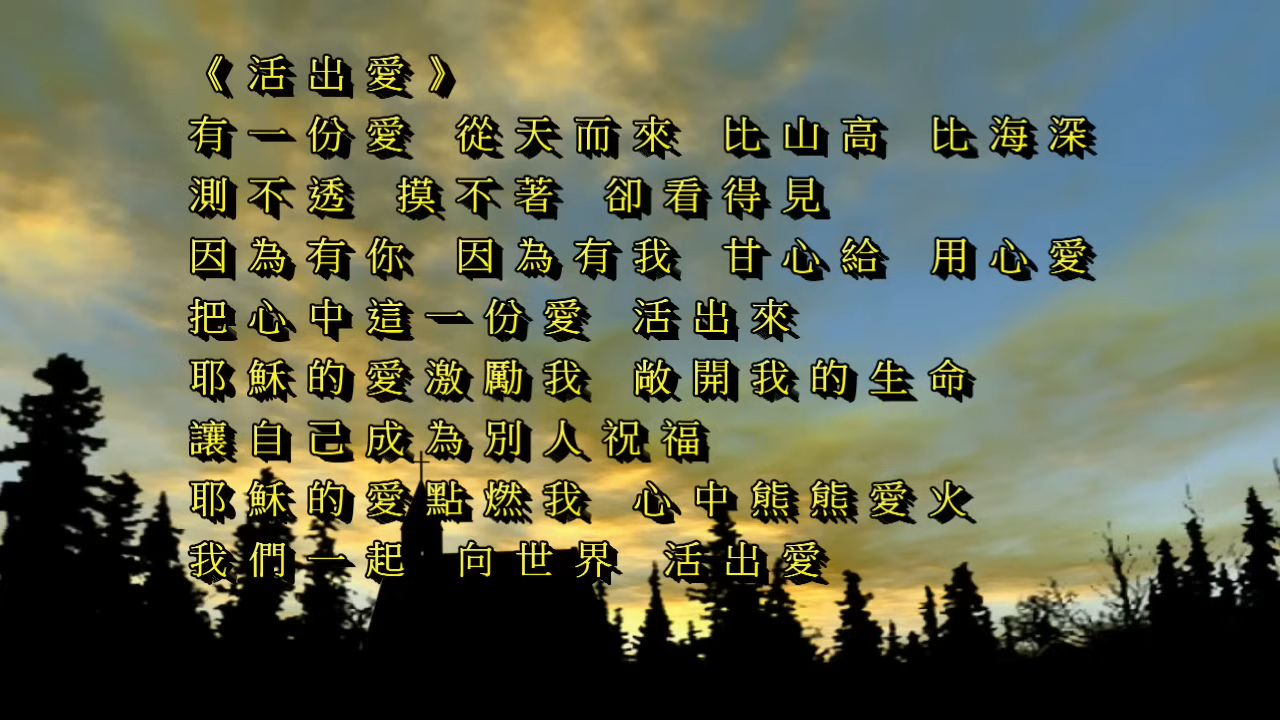 《活出愛》
有一份愛 從天而來 比山高 比海深
測不透 摸不著 卻看得見
因為有你 因為有我 甘心給 用心愛
把心中這一份愛 活出來
耶穌的愛激勵我 敞開我的生命
讓自己成為別人祝福
耶穌的愛點燃我 心中熊熊愛火
我們一起 向世界 活出愛